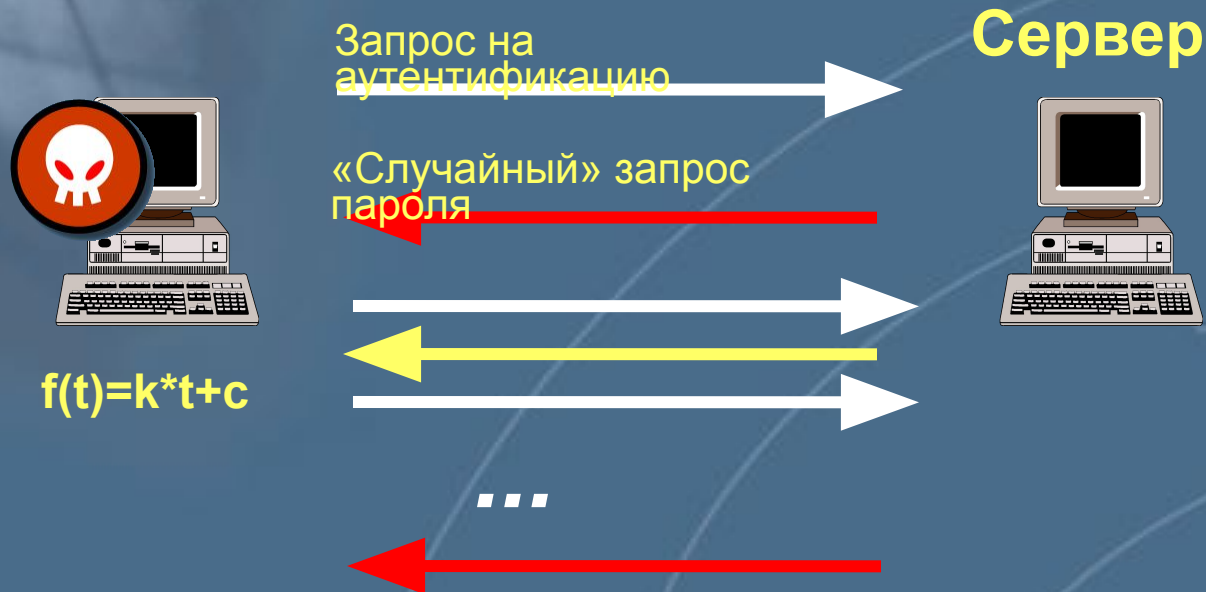 Запрос на
аутентификацию
Сервер
«Случайный» запрос
пароля
f(t)=k*t+c
...